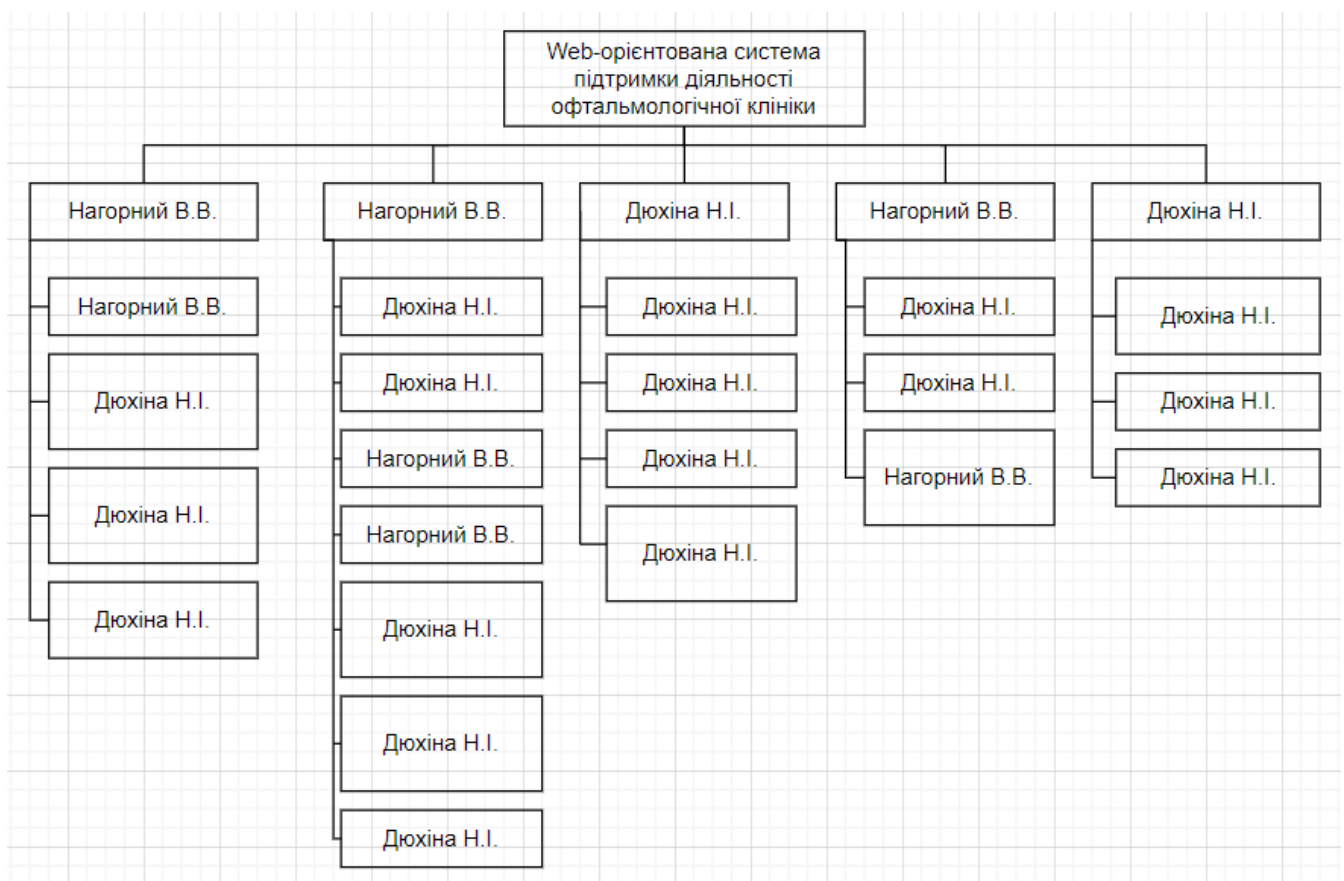 Web-орієнтована система
підтримки діяльності
офтальмологічної клініки
Нагорний В.В.
Нагорний В.В.
Дюхіна Н.І.
Нагорний В.В.
Дюхіна Н.І.
Нагорний В.В.
Дюхіна Н.І.
Дюхіна Н.І.
Дюхіна Н.І.
Дюхіна Н.І.
Дюхіна Н.І.
Нагорний В.В.
Нагорний В.В.
Дюхіна Н.І.
Дюхіна Н.І.
Дюхіна Н.І.
Дюхіна Н.І.
Дюхіна Н.І.
Дюхіна Н.І.
Дюхіна Н.І.
Дюхіна Н.І.
Дюхіна Н.І.
Нагорний В.В.
Дюхіна Н.І.
Дюхіна Н.І.
Дюхіна Н.І.